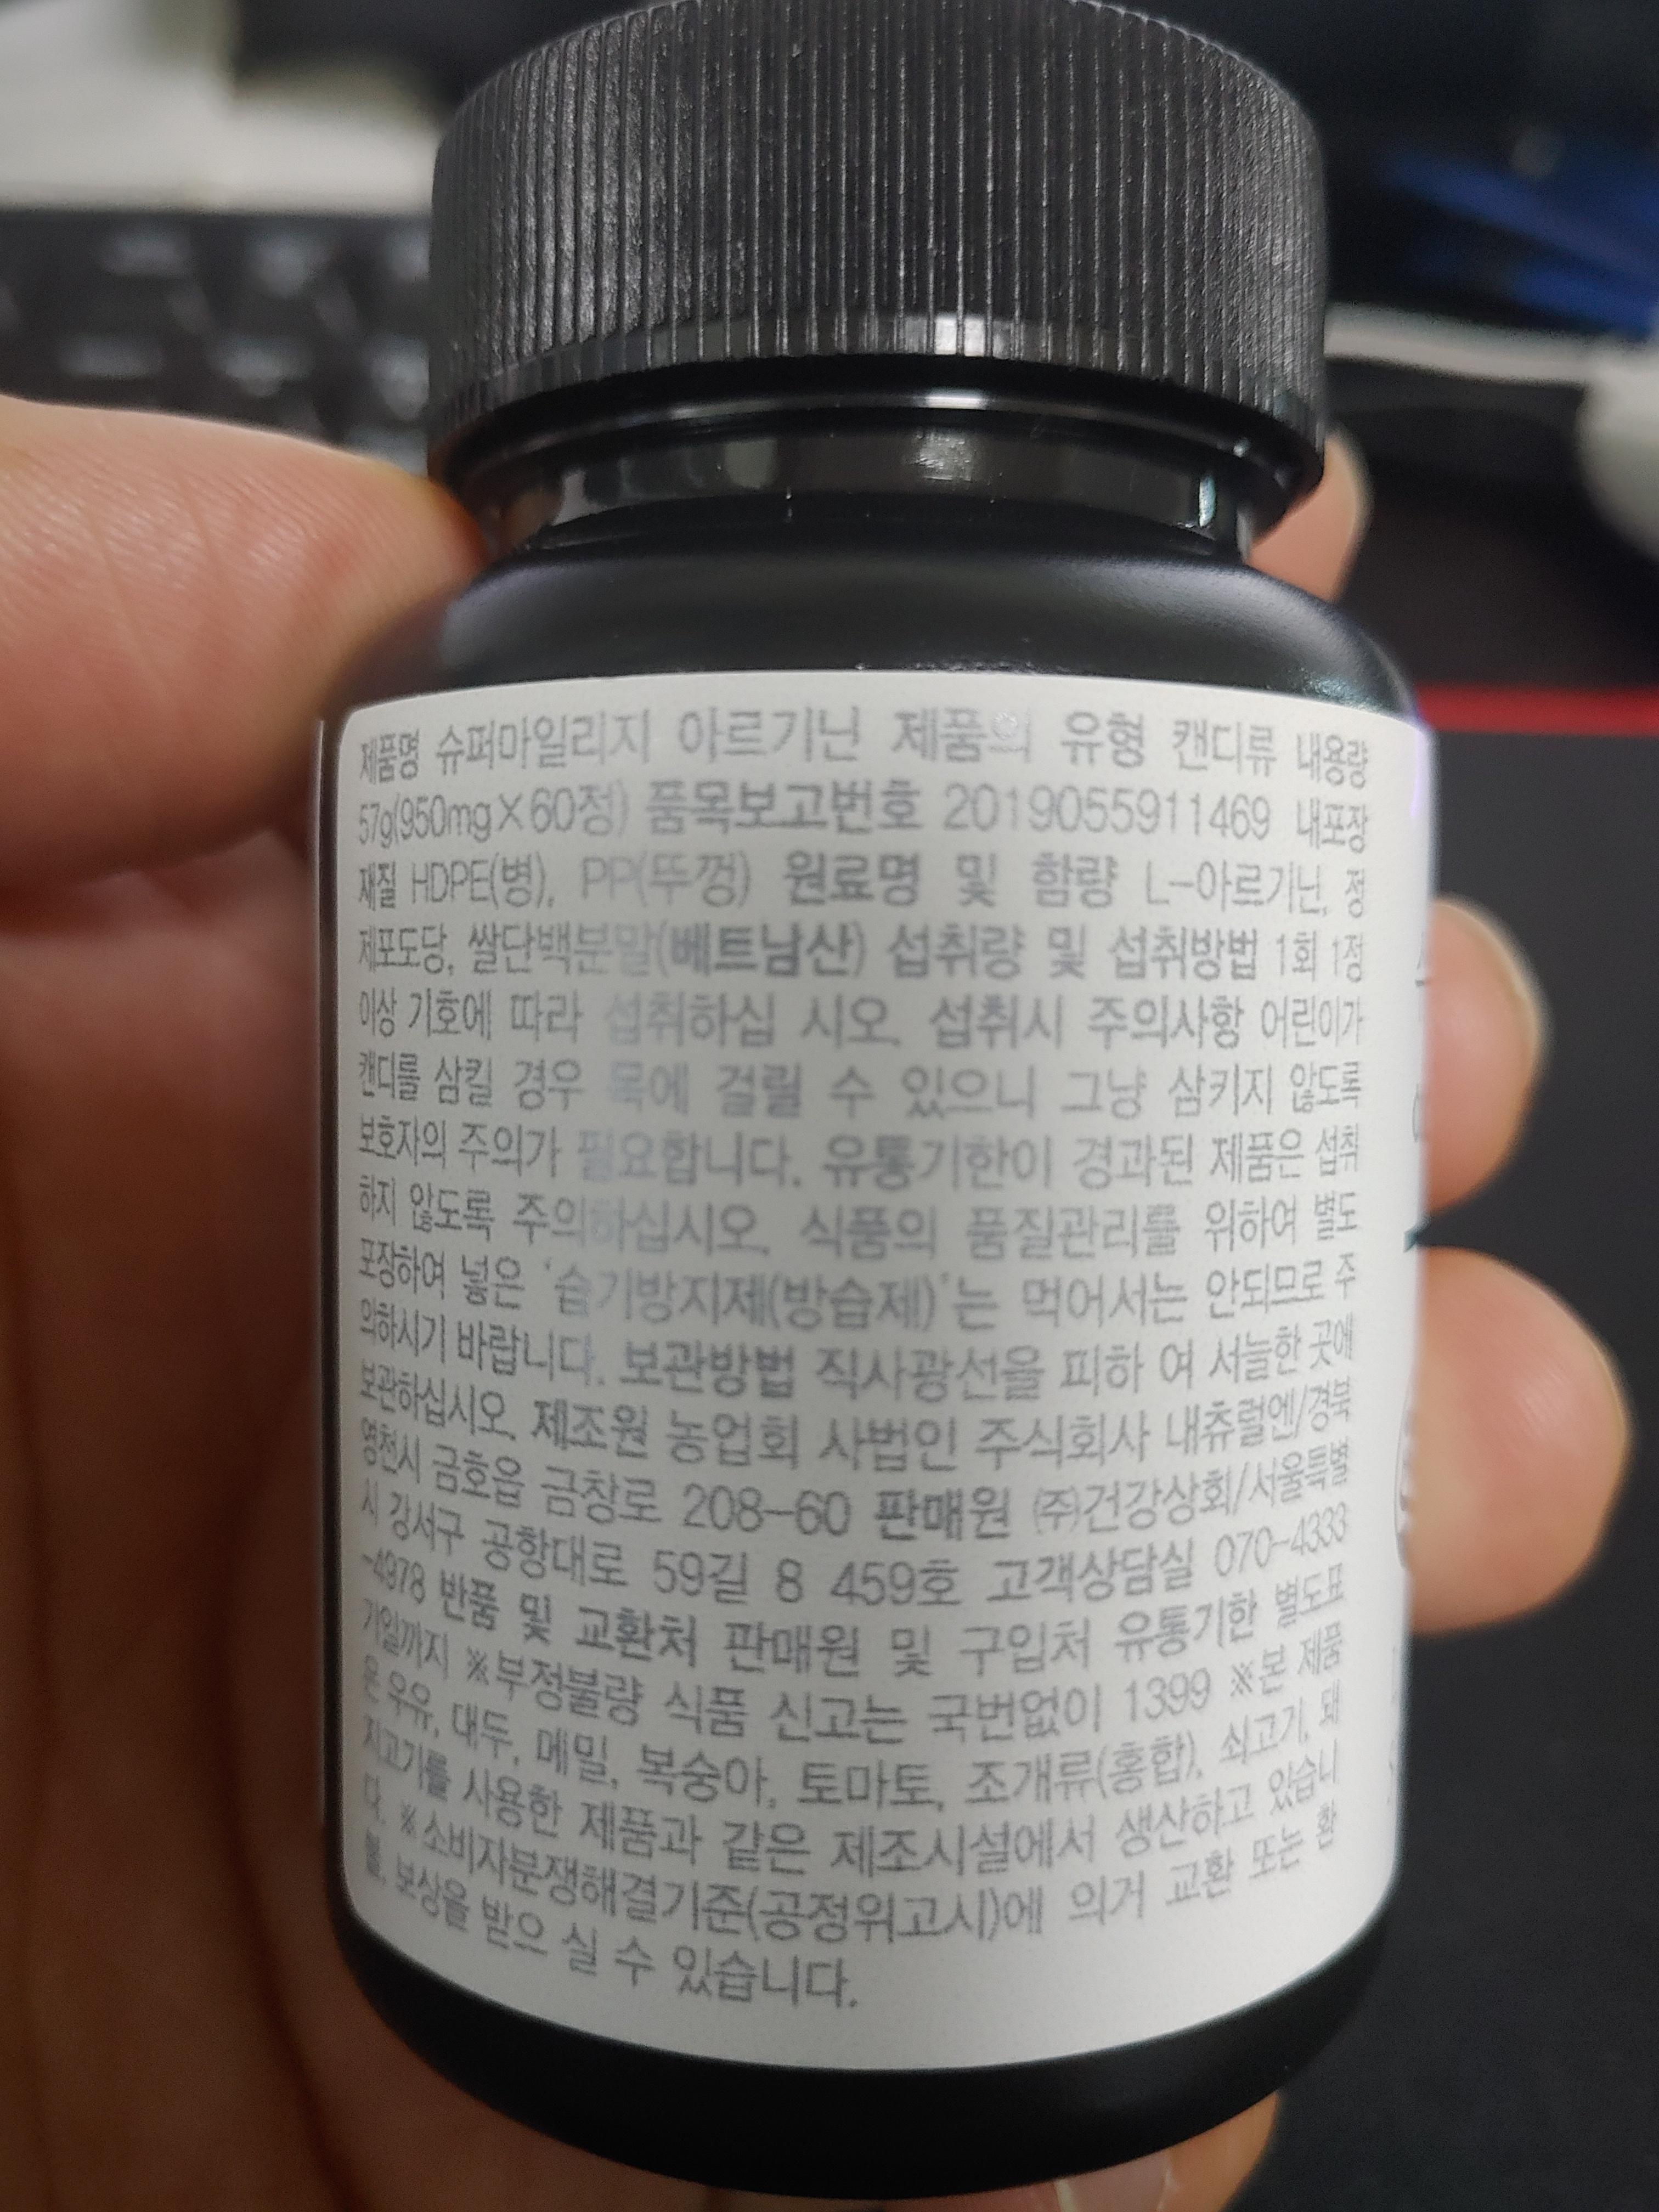 제품명 슈퍼마일리지 아르기닌 제품의 유형 캔디류 내용량
57g(950mg×60정) 품목보고번호 2019055911469 내포장
재질 HDPE(병), PP(뚜껑) 원료명 및 함량 L-아르기닌, 정
제포도당, 쌀단백분말(베트남산) 섭취량 및 섭취방법 1회 1정
이상 기호에 따라 섭취하십 시오. 섭취시 주의사항 어린이가
캔디를 삼킬 경우 목에 걸릴 수 있으니 그냥 삼키지 않도록
보호자의 주의가 필요합니다. 유통기한이 경과된 제품은 섭취
하지 않도록 주의하십시오. 식품의 품질관리를 위하여 별도
포장하여 넣은 '습기방지제(방습제)'는 먹어서는 안되므로 주
의하시기 바랍니다. 보관방법 직사광선을 피하 여 서늘한 곳에
보관하십시오. 제조원 농업회 사법인 주식회사 내츄럴엔/경북
영천시 금호읍 금창로 208-60 판매원 ㈜건강상회/서울특별
시 강서구 공항대로 59길 8 459호 고객상담실 070-4333
-4978 반품 및 교환처 판매원 및 구입처 유통기한 별도표
기일까지 ※부정불량 식품 신고는 국번없이 1399 ※본 제품
은 우유, 대두, 메밀, 복숭아, 토마토, 조개류(홍합), 쇠고기, 돼
지고기를 사용한 제품과 같은 제조시설에서 생산하고 있습니
다. ※소비자분쟁해결기준(공정위고시)에 의거 교환 또는 환
불, 보상을 받으 실 수 있습니다.